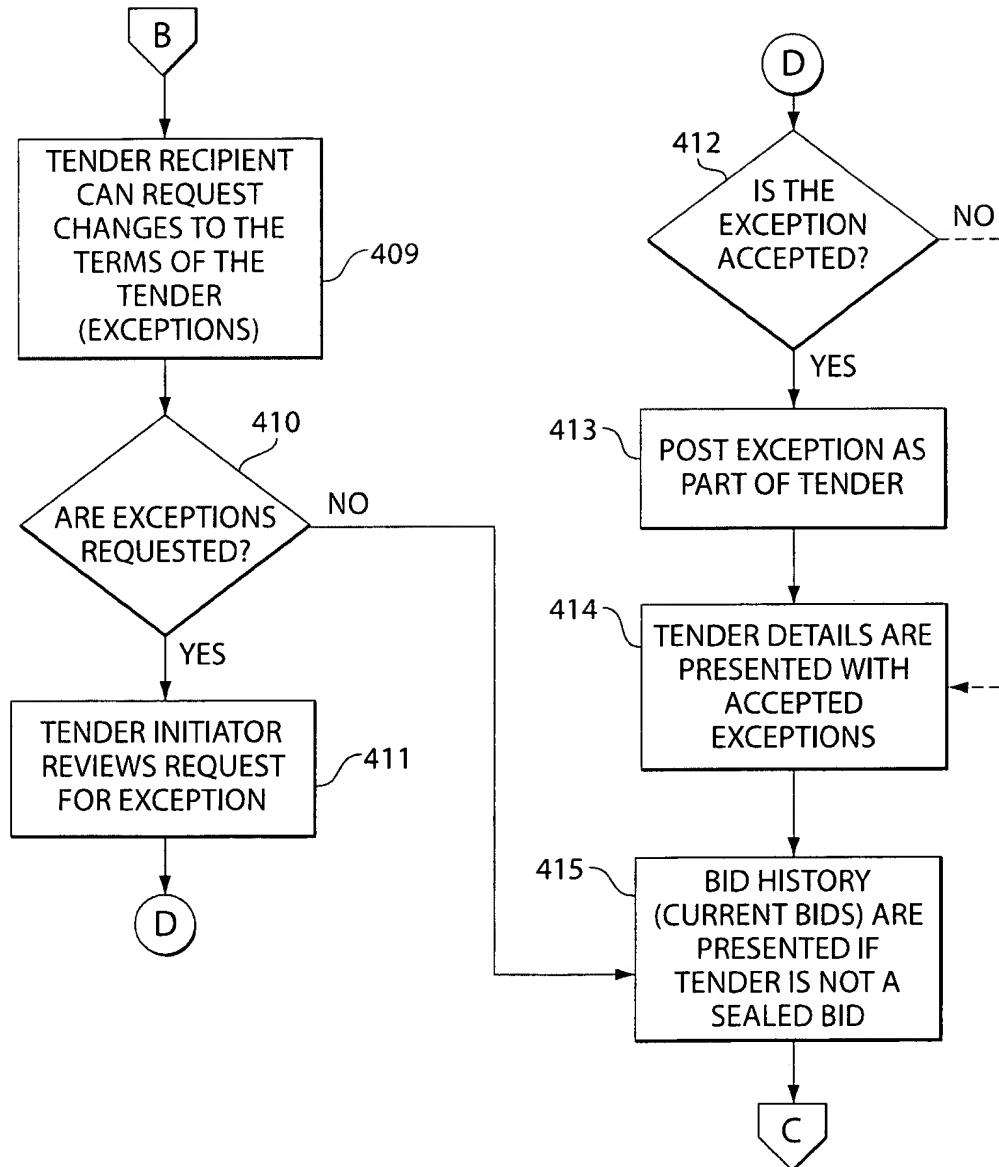 B
TENDER RECIPIENT
CAN REQUEST
CHANGES TO THE
TERMS OF THE
TENDER
(EXCEPTIONS)
409
410
ARE EXCEPTIONS
REQUESTED?
NO
YES
TENDER INITIATOR
REVIEWS REQUEST
FOR EXCEPTION
411
D
D
412
IS THE
EXCEPTION
ACCEPTED?
NO
YES
413
POST EXCEPTION AS
PART OF TENDER
414
TENDER DETAILS ARE
PRESENTED WITH
ACCEPTED
EXCEPTIONS
415
BID HISTORY
(CURRENT BIDS) ARE
PRESENTED IF
TENDER IS NOT A
SEALED BID
C